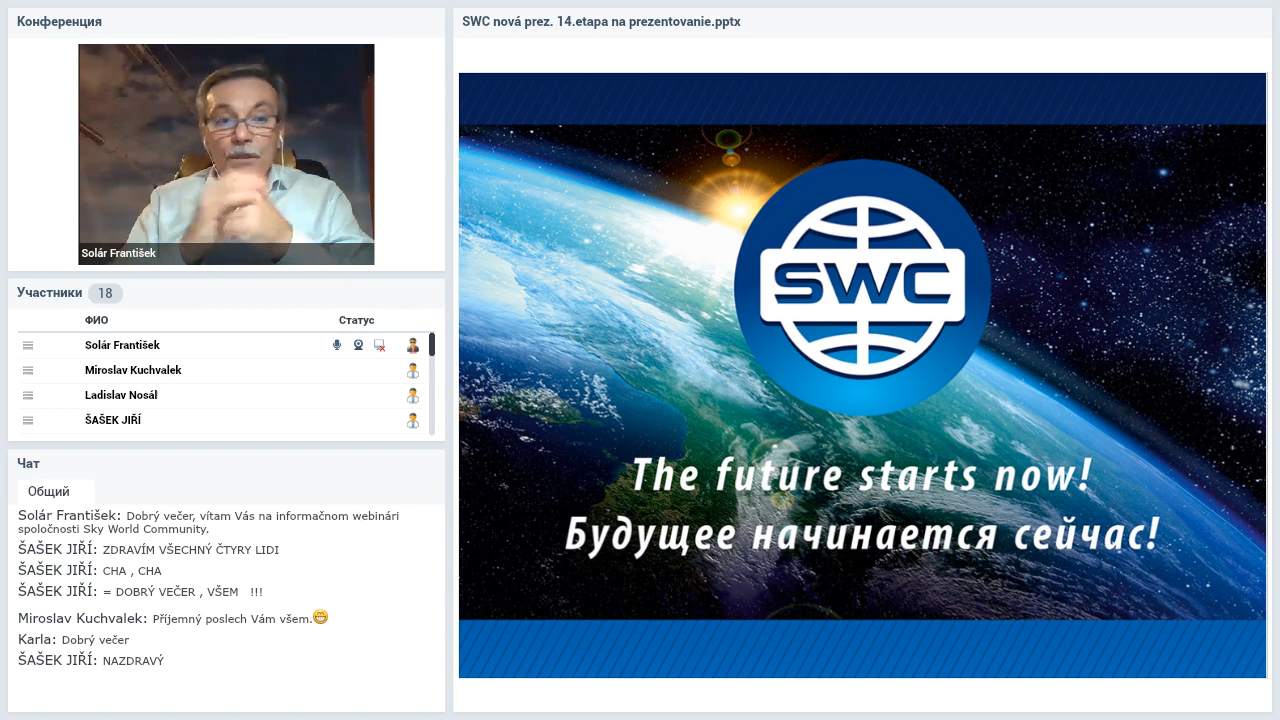 Конференция
Solár František
Участники 18
ФИО Статус
Solár František
Miroslav Kuchvalek
Ladislav Nosál
ŠAŠEK JIŘÍ
Чат
Общий
Solár František: Dobrý večer, vítam Vás na informačnom webinári
spoločnosti Sky World Community.
ŠAŠEK JIŘÍ: ZDRAVÍM VŠECHNÝ ČTYRY LIDI
ŠAŠEK JIŘÍ: CHA , CHA
ŠAŠEK JIŘÍ: = DOBRÝ VEČER , VŠEM !!!
Miroslav Kuchvalek: Příjemný poslech Vám všem.
Karla: Dobrý večer
ŠAŠEK JIŘÍ: NAZDRAVÝ
SWC nová prez. 14.etapa na prezentovanie.pptx
SWC
The future starts now!
Будущее начинается сейчас!